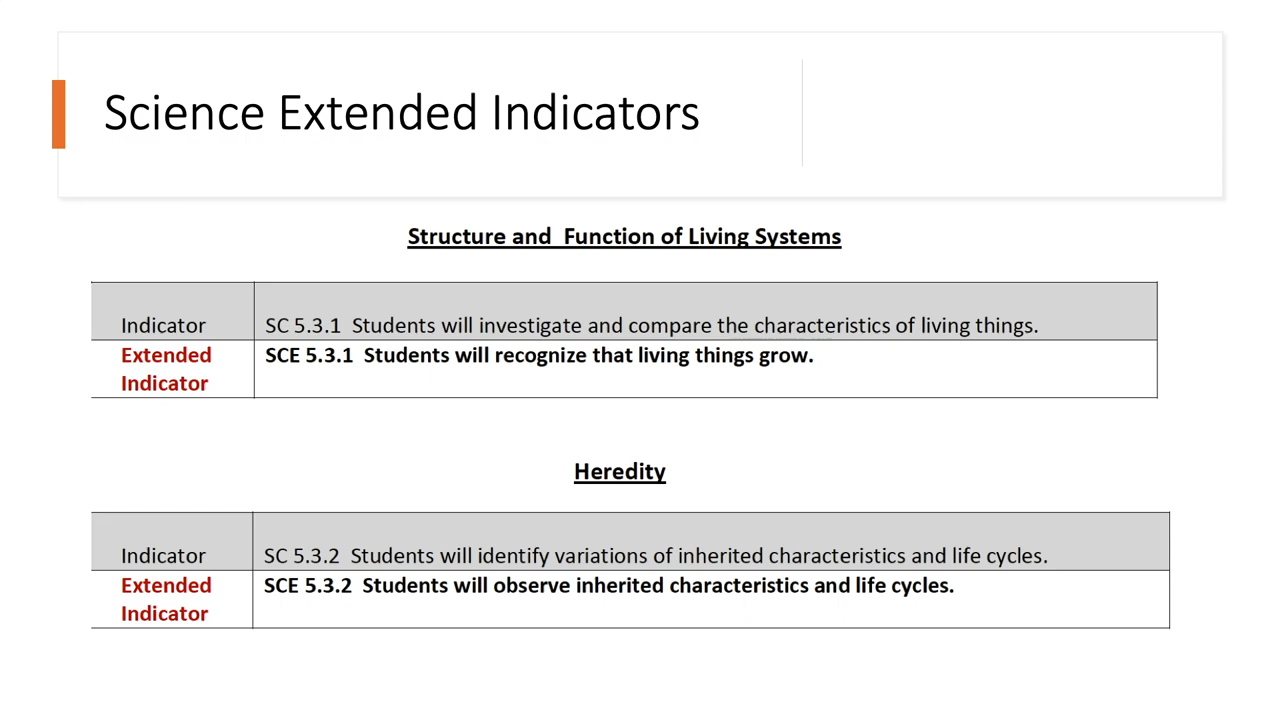 Science Extended Indicators
Structure and  Function of Living Systems
Indicator SC 5.3.1  Students will investigate and compare the characteristics of living things.
Extended SCE 5.3.1  Students will recognize that living things grow.
Indicator
Heredity
Indicator SC 5.3.2  Students will identify variations of inherited characteristics and life cycles.
Extended SCE 5.3.2  Students will observe inherited characteristics and life cycles.
Indicator